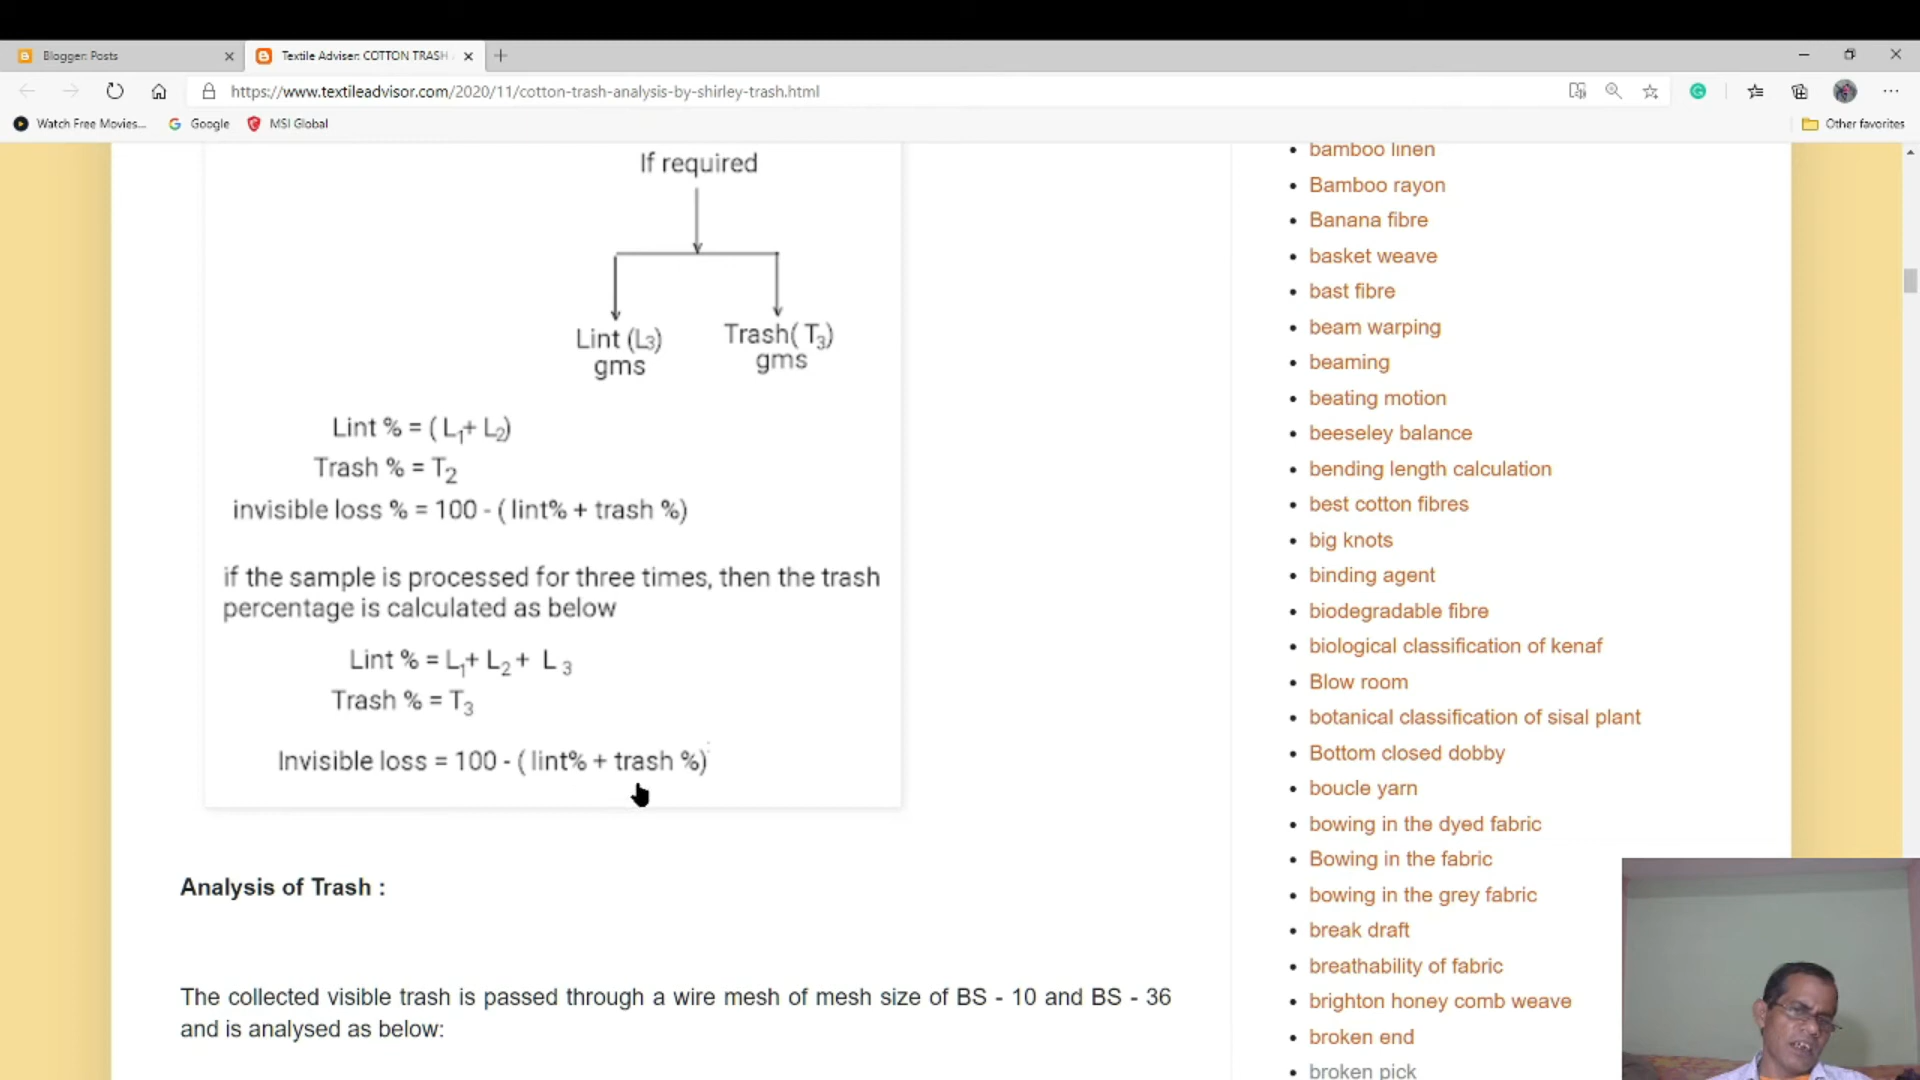 Blogger: Posts
Textile Adviser: COTTON TRASH
https://www.textileadvisor.com/2020/11/cotton-trash-analysis-by-shirley-trash.html
Watch Free Movies...
Google
MSI Global
Other favorites
If required
Lint (L3)
gms
Trash( T3)
gms
Lint % = ( L1+ L2)
Trash % = T2
invisible loss % = 100 - ( lint% + trash %)
if the sample is processed for three times, then the trash
percentage is calculated as below
Lint % = L1+ L2 + L 3
Trash % = T3
Invisible loss = 100 - ( lint% + trash %)
Analysis of Trash :
The collected visible trash is passed through a wire mesh of mesh size of BS - 10 and BS - 36
and is analysed as below:
bamboo linen
Bamboo rayon
Banana fibre
basket weave
bast fibre
beam warping
beaming
beating motion
beeseley balance
bending length calculation
best cotton fibres
big knots
binding agent
biodegradable fibre
biological classification of kenaf
Blow room
botanical classification of sisal plant
Bottom closed dobby
boucle yarn
bowing in the dyed fabric
Bowing in the fabric
bowing in the grey fabric
break draft
breathability of fabric
brighton honey comb weave
broken end
broken pick